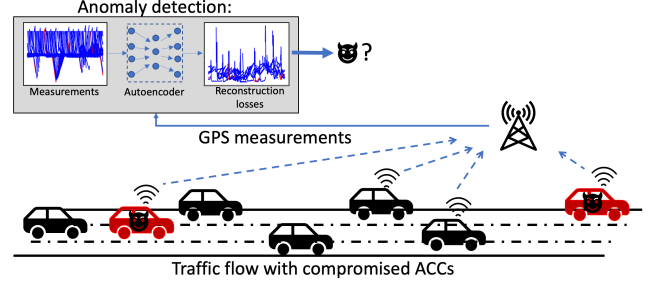 Anomaly detection:
?
Measurements
Autoencoder
Reconstruction
losses
GPS measurements
Traffic flow with compromised ACCs